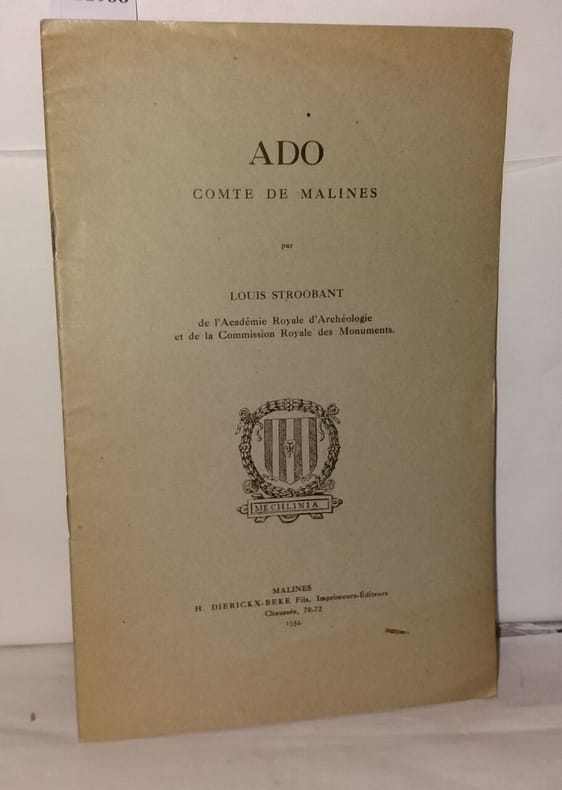 ADO
COMTE DE MALINES
par
LOUIS STROOBANT
de l'Académie Royale d'Archéologie
et de la Commission Royale des Monuments.
MECHLINIA
MALINES
H. DIERICKX-BEKE Fils, Imprimeurs-Éditeurs
Chaussée, 70-72
1934